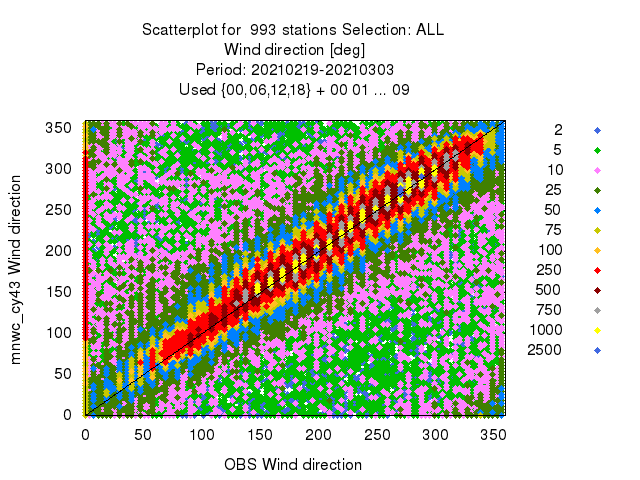 Scatterplot for 993 stations Selection: ALL
Wind direction [deg]
Period: 20210219-20210303
Used {00,06,12,18} + 00 01 ... 09
mnwc_cy43 Wind direction
350
300
250
200
150
100
50
0
0 50 100 150 200 250 300 350
OBS Wind direction
2
5
10
25
50
75
100
250
500
750
1000
2500